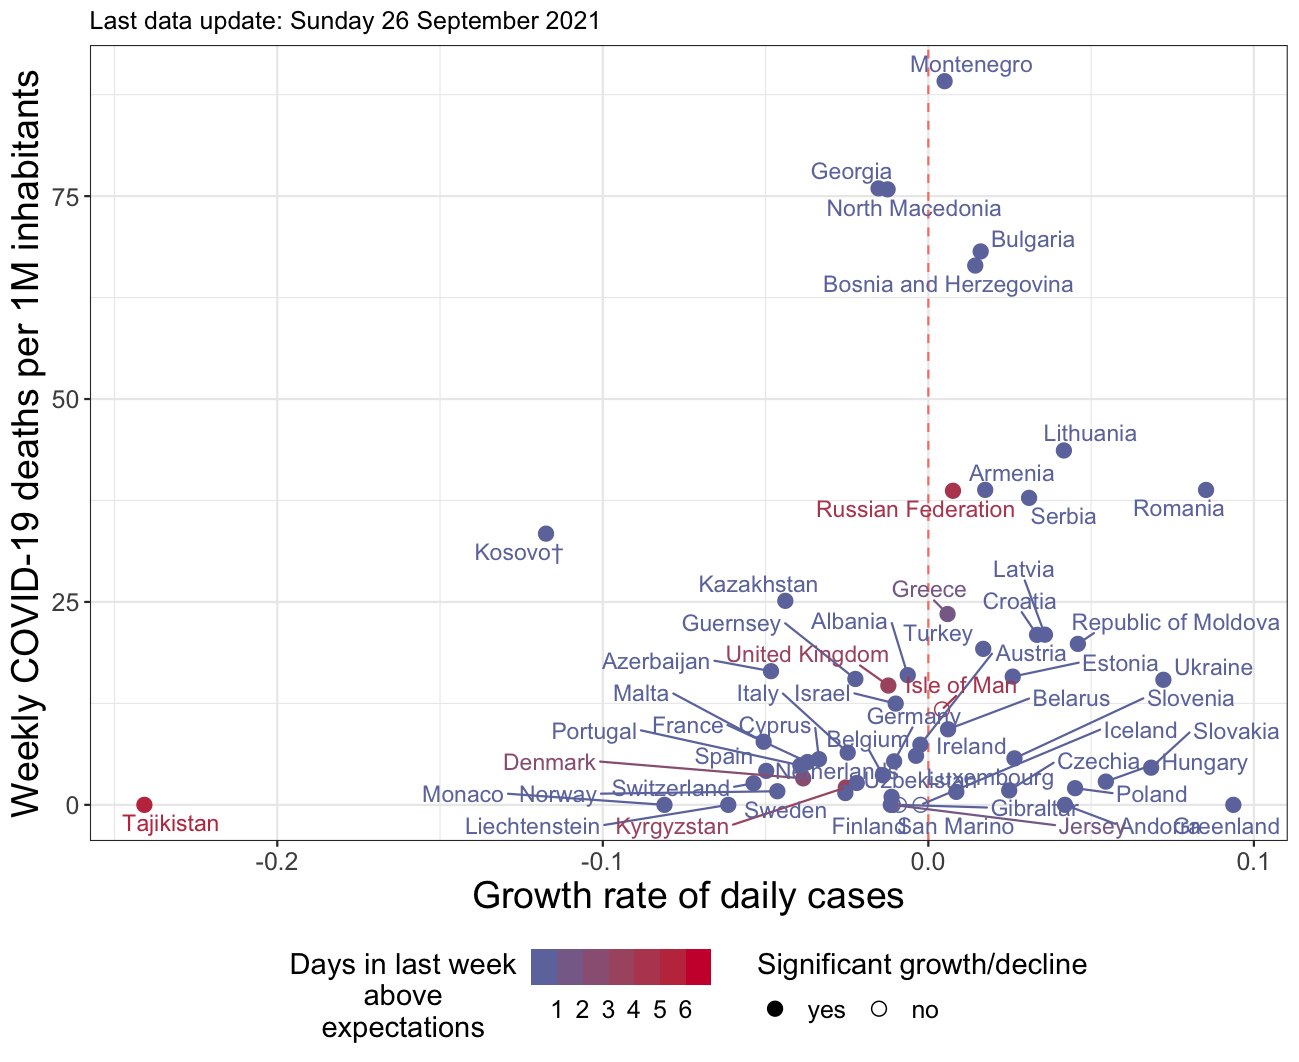 Last data update: Sunday 26 September 2021
Weekly COVID-19 deaths per 1M inhabitants
75
50
25
0
Montenegro
Georgia
North Macedonia
Bulgaria
Bosnia and Herzegovina
Lithuania
Armenia
Russian Federation
Serbia
Romania
Kosovo†
Latvia
Kazakhstan
Greece
Croatia
Guernsey
Albania
Turkey
Republic of Moldova
United Kingdom
Austria
Azerbaijan
Estonia
Ukraine
Malta
Italy
Israel
Isle of Man
Belarus
Slovenia
Germany
Portugal
France
Cyprus
Belgium
Ireland
Iceland
Slovakia
Spain
Denmark
Netherlands
Czechia
Hungary
Luxembourg
Uzbekistan
Monaco
Norway
Switzerland
Poland
Sweden
Gibraltar
Tajikistan
Liechtenstein
Kyrgyzstan
Finland
San Marino
Jersey
Andorra
Greenland
-0.2
-0.1
0.0
0.1
Growth rate of daily cases
Days in last week
above
expectations
1 2 3 4 5 6
Significant growth/decline
yes
no